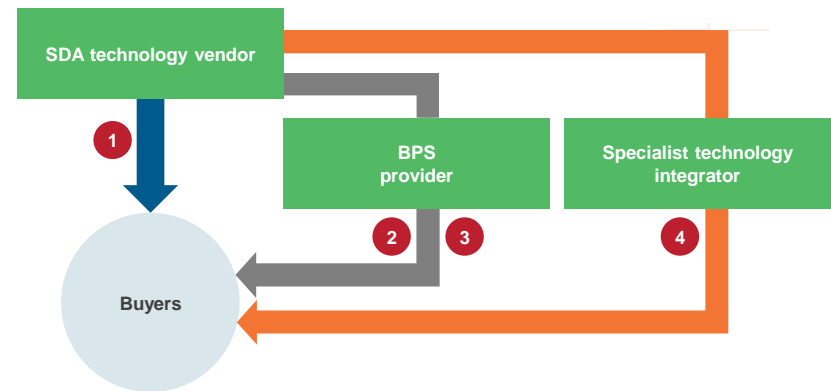 SDA technology vendor
1
BPS
provider
Specialist technology
integrator
2
3
4
Buyers